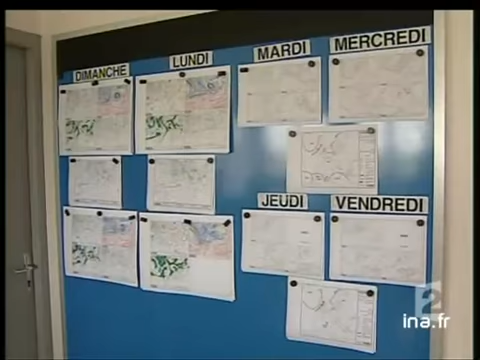 DIMANCHE
LUNDI
MARDI
MERCREDI
JEUDI
VENDREDI
2
ina.fr